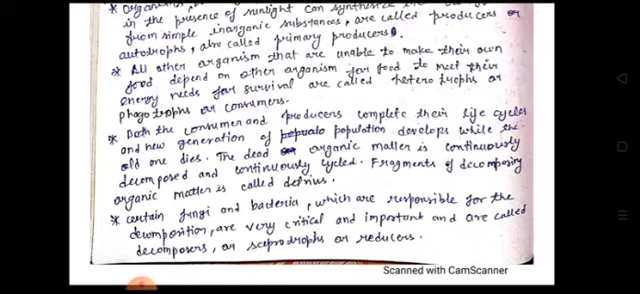 * Organism
in the presence of sunlight can synthesize
from simple inorganic substances, are called producers or
autotrophs, also called primary producers.
* All other organism that are unable to make their own
food depend on other organism for food to meet their
energy needs for survival are called heterotrophs or
phagotrophs or consumers.
* Both the consumer and producers complete their life cycles
and new generation of population develops while the
old one dies. The dead organic matter is continuously
decomposed and continuously cycled. Fragments of decomposing
organic matter is called detrius.
* certain fungi and bacteria, which are responsible for the
decomposition, are very critical and important and are called
decomposers, or saprotrophs or reducers.
Scanned with CamScanner